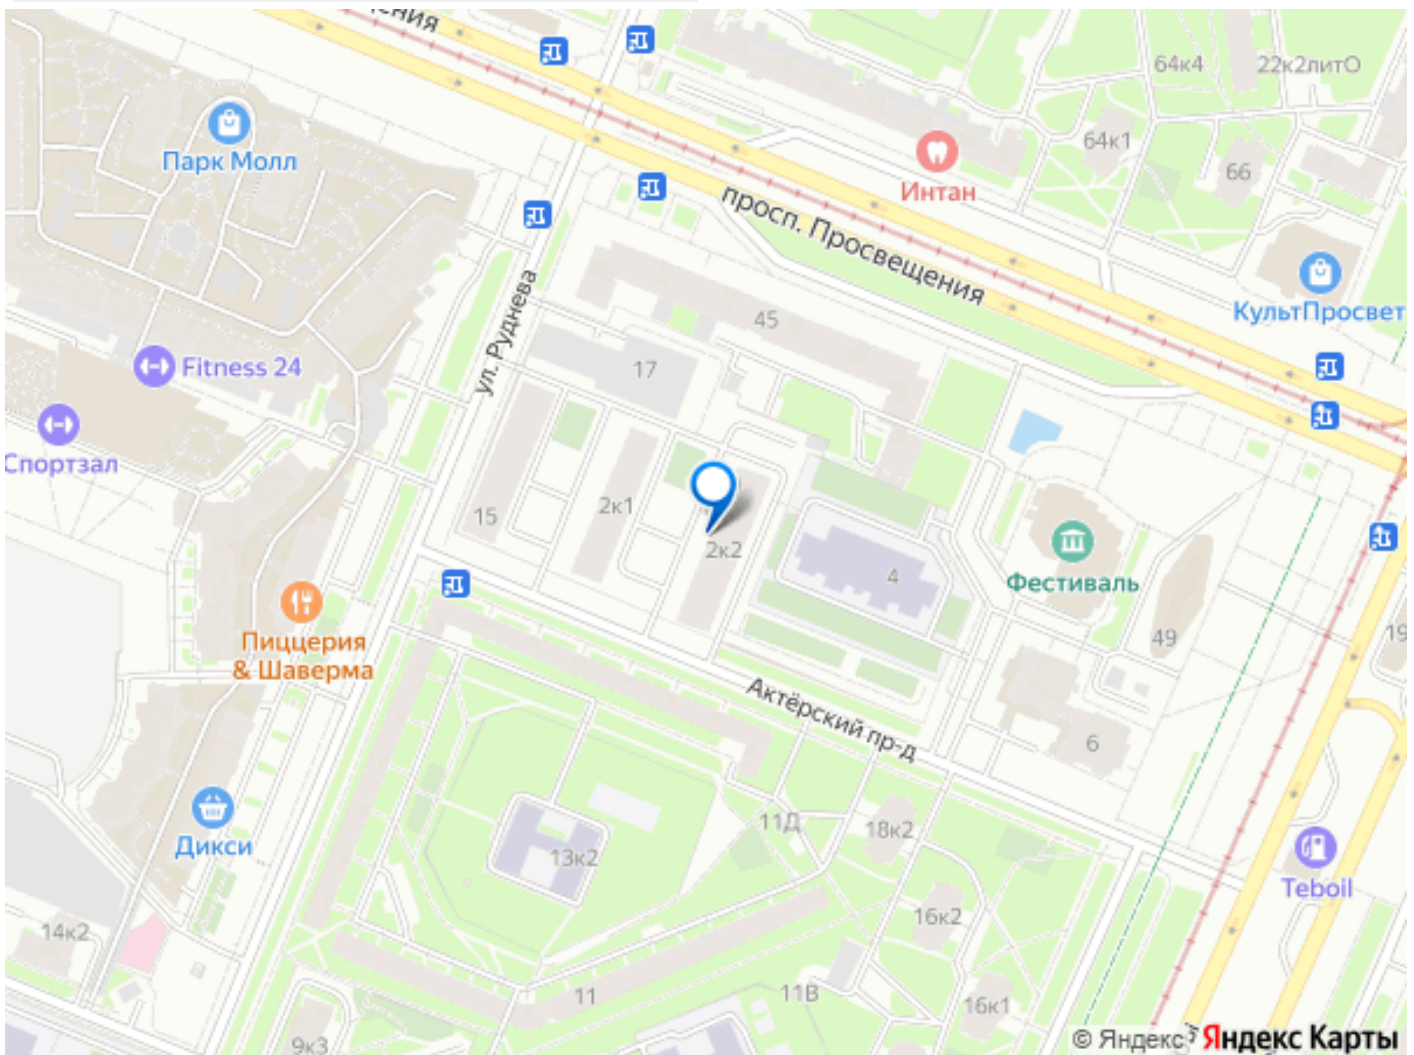 64к4
22к2литО
64к1
66
Парк Молл
Интан
просп. Просвещения
КультПросвет
ул. Руднева
45
Fitness 24
17
Спортзал
2к1
15
2к2
4
Фестиваль
49
Пиццерия
& Шаверма
Актёрский пр-д
6
11Д
18к2
Дикси
13к2
Teboil
16к2
14к2
11
11В
16к1
9к3
© Яндекс Яндекс Карты